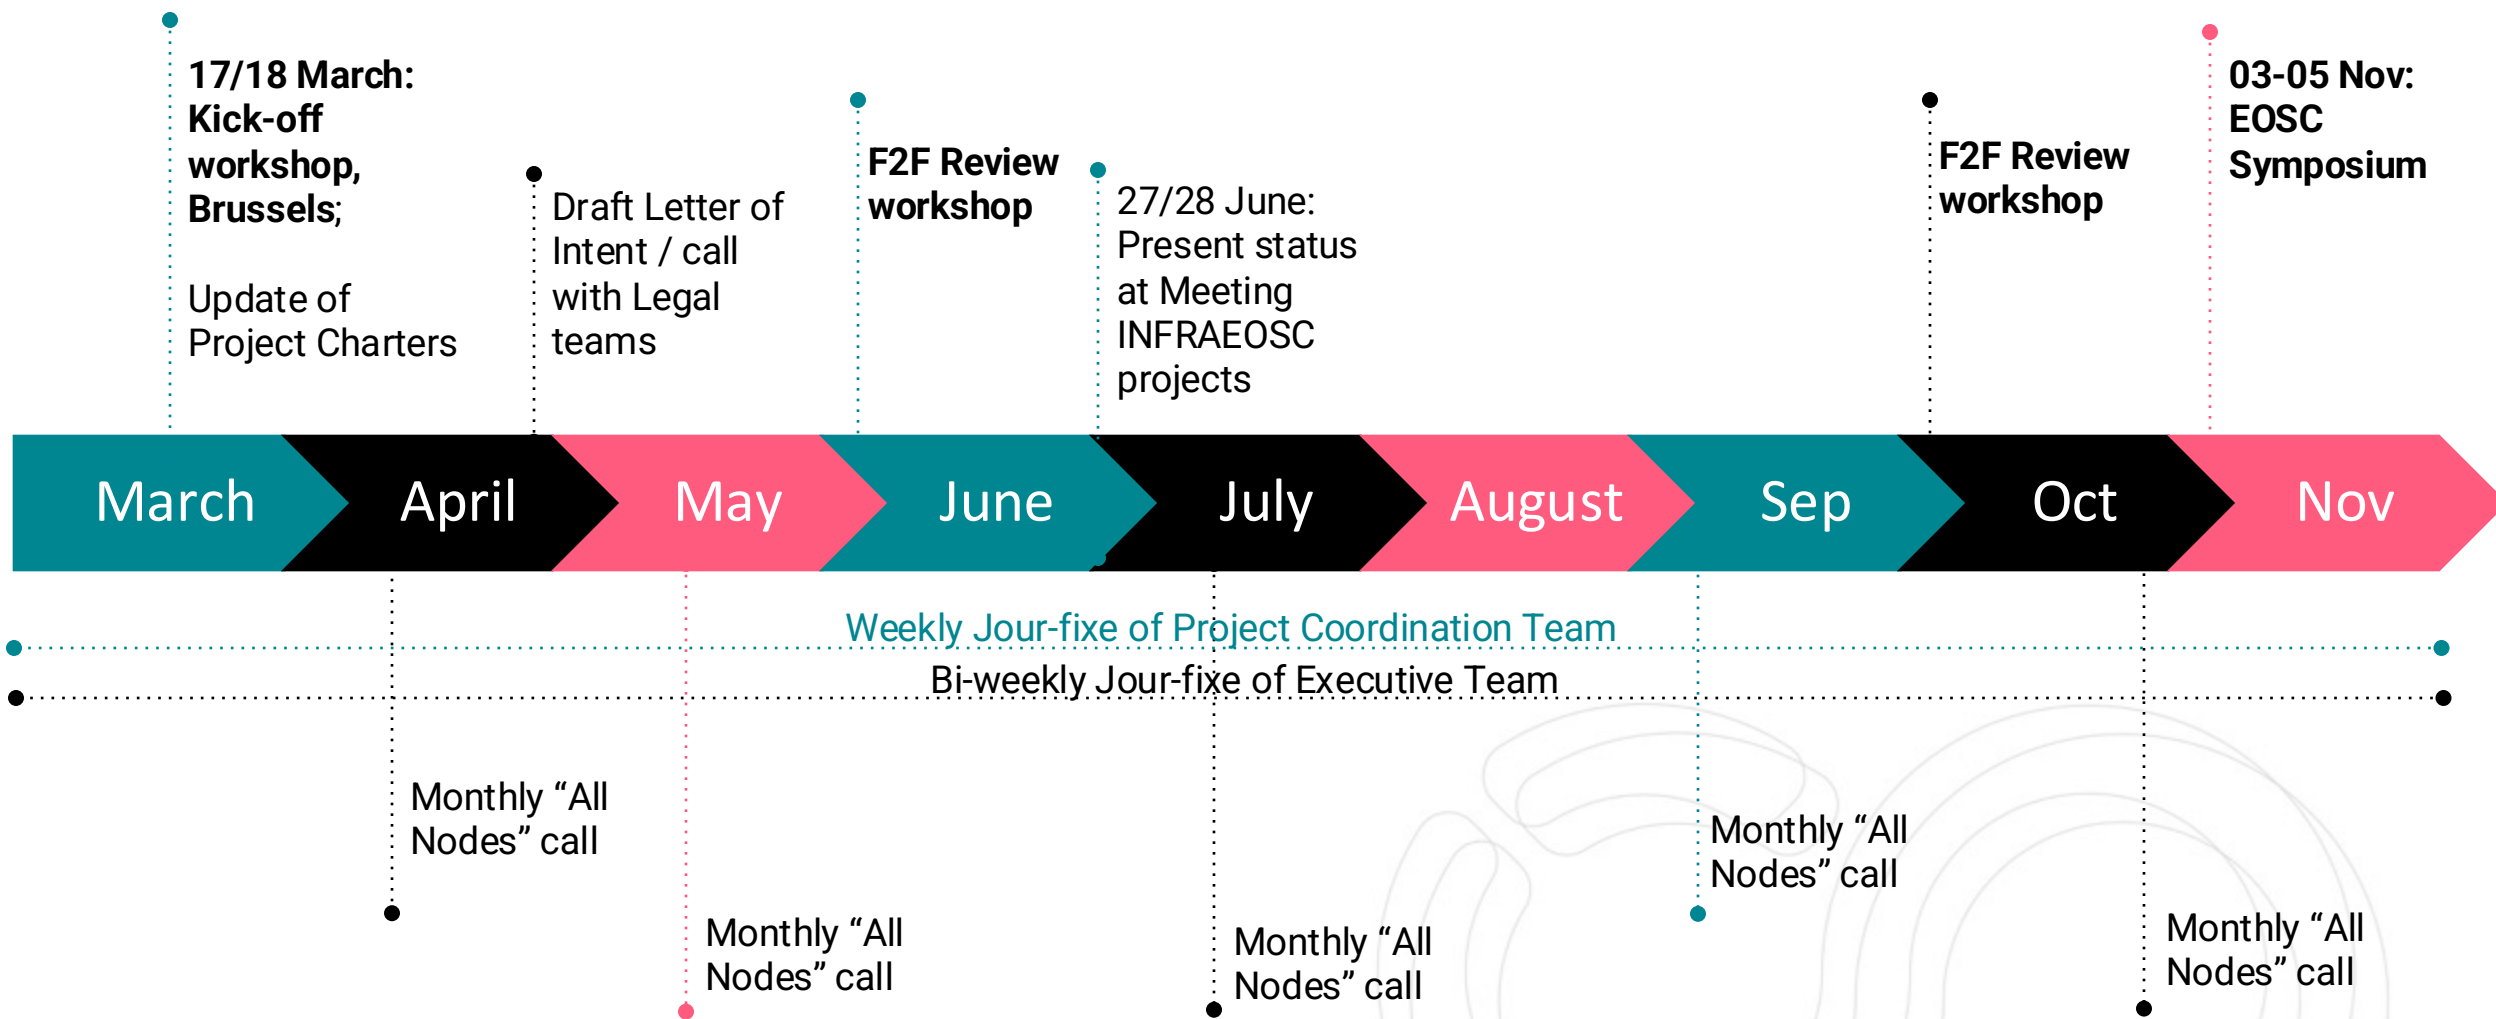 17/18 March:
Kick-off
workshop,
Brussels;
Update of
Project Charters
Draft Letter of
Intent / call
with Legal
teams
F2F Review
workshop
27/28 June:
Present status
at Meeting
INFRAEOSC
projects
F2F Review
workshop
03-05 Nov:
EOSC
Symposium
March
April
May
June
July
August
Sep
Oct
Nov
Weekly Jour-fixe of Project Coordination Team
Bi-weekly Jour-fixe of Executive Team
Monthly “All
Nodes” call
Monthly “All
Nodes” call
Monthly “All
Nodes” call
Monthly “All
Nodes” call
Monthly “All
Nodes” call